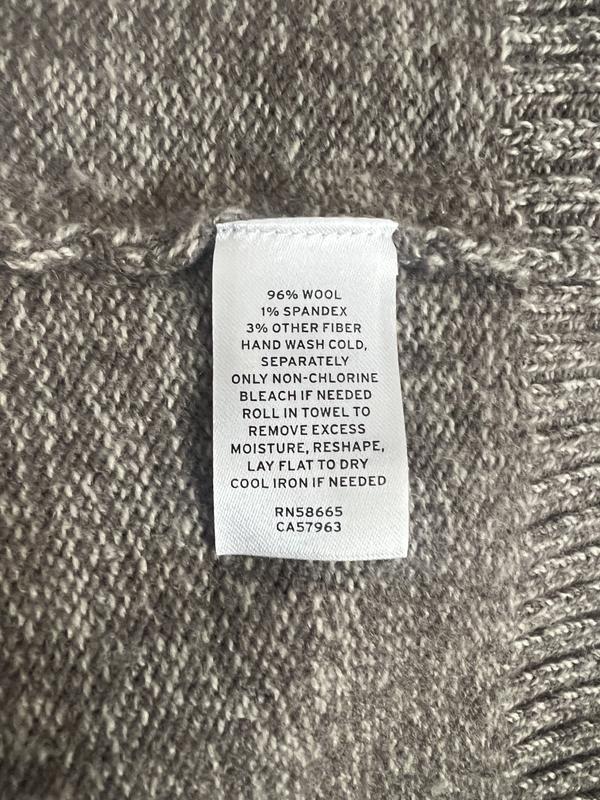 96% WOOL
1% SPANDEX
3% OTHER FIBER
HAND WASH COLD,
SEPARATELY
ONLY NON-CHLORINE
BLEACH IF NEEDED
ROLL IN TOWEL TO
REMOVE EXCESS
MOISTURE, RESHAPE,
LAY FLAT TO DRY
COOL IRON IF NEEDED
RN58665
CA57963